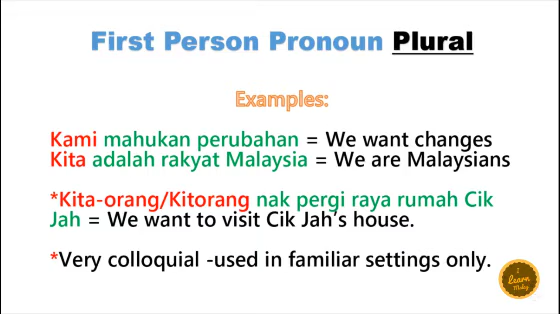 First Person Pronoun Plural
Examples:
Kami mahukan perubahan = We want changes
Kita adalah rakyat Malaysia = We are Malaysians
*Kita-orang/Kitorang nak pergi raya rumah Cik
Jah = We want to visit Cik Jah's house.
*Very colloquial -used in familiar settings only.
I
Learn
Malay